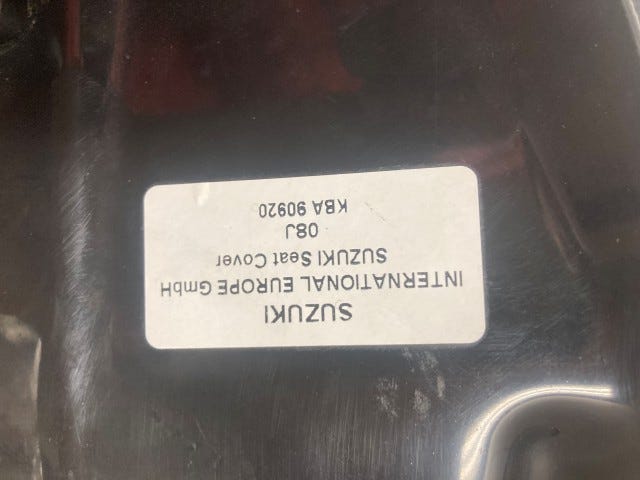 SUZUKI
INTERNATIONAL EUROPE GmbH
SUZUKI Seat Cover
08J
KBA 90920